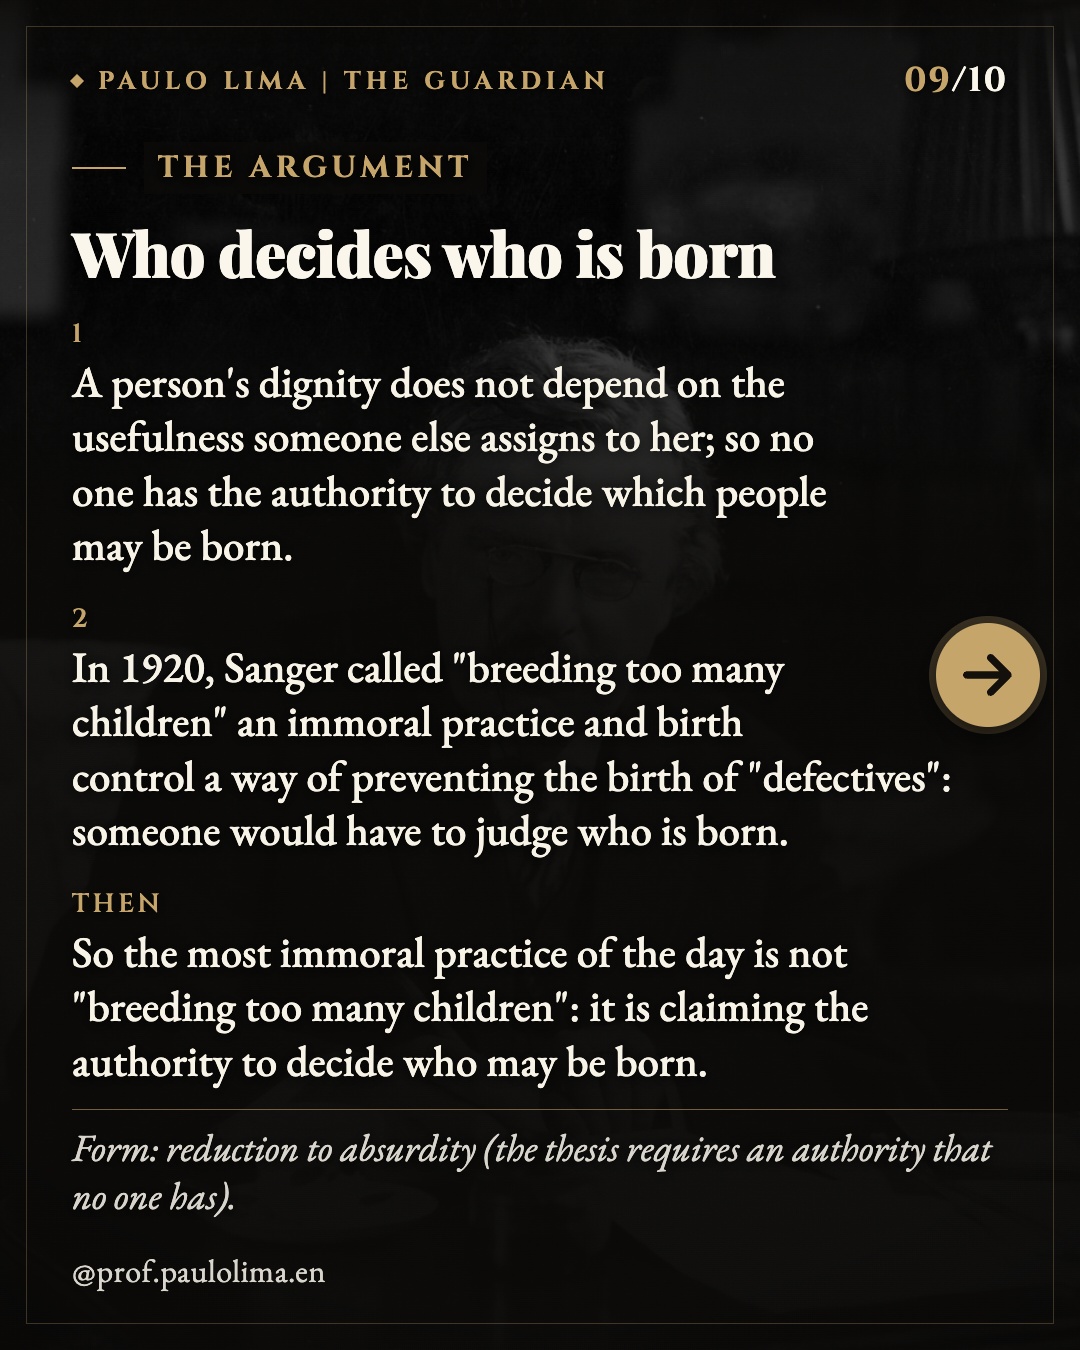 ◆ PAULO LIMA | THE GUARDIAN
09/10
THE ARGUMENT
Who decides who is born
1
A person's dignity does not depend on the
usefulness someone else assigns to her; so no
one has the authority to decide which people
may be born.
2
In 1920, Sanger called "breeding too many
children" an immoral practice and birth
control a way of preventing the birth of "defectives":
someone would have to judge who is born.
THEN
So the most immoral practice of the day is not
"breeding too many children": it is claiming the
authority to decide who may be born.
Form: reduction to absurdity (the thesis requires an authority that
no one has).
@prof.paulolima.en